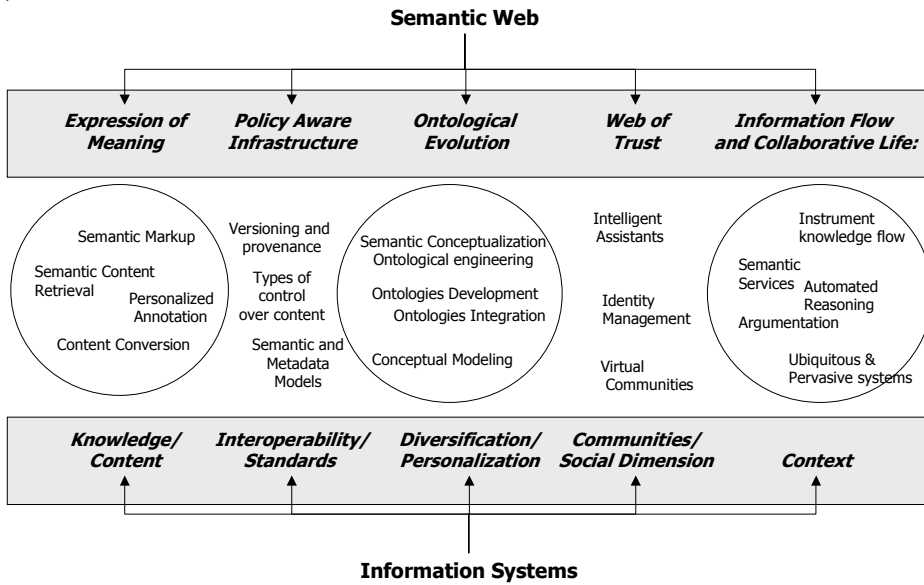 Semantic Web
Expression of
Meaning
Policy Aware
Infrastructure
Ontological
Evolution
Web of
Trust
Information Flow
and Collaborative Life:
Semantic Markup
Semantic Content
Retrieval
Personalized
Annotation
Content Conversion
Versioning and
provenance
Types of
control
over content
Semantic and
Metadata
Models
Semantic Conceptualization
Ontological engineering
Ontologies Development
Ontologies Integration
Conceptual Modeling
Intelligent
Assistants
Identity
Management
Virtual
Communities
Instrument
knowledge flow
Semantic
Services
Automated
Reasoning
Argumentation
Ubiquitous &
Pervasive systems
Knowledge/
Content
Interoperability/
Standards
Diversification/
Personalization
Communities/
Social Dimension
Context
Information Systems